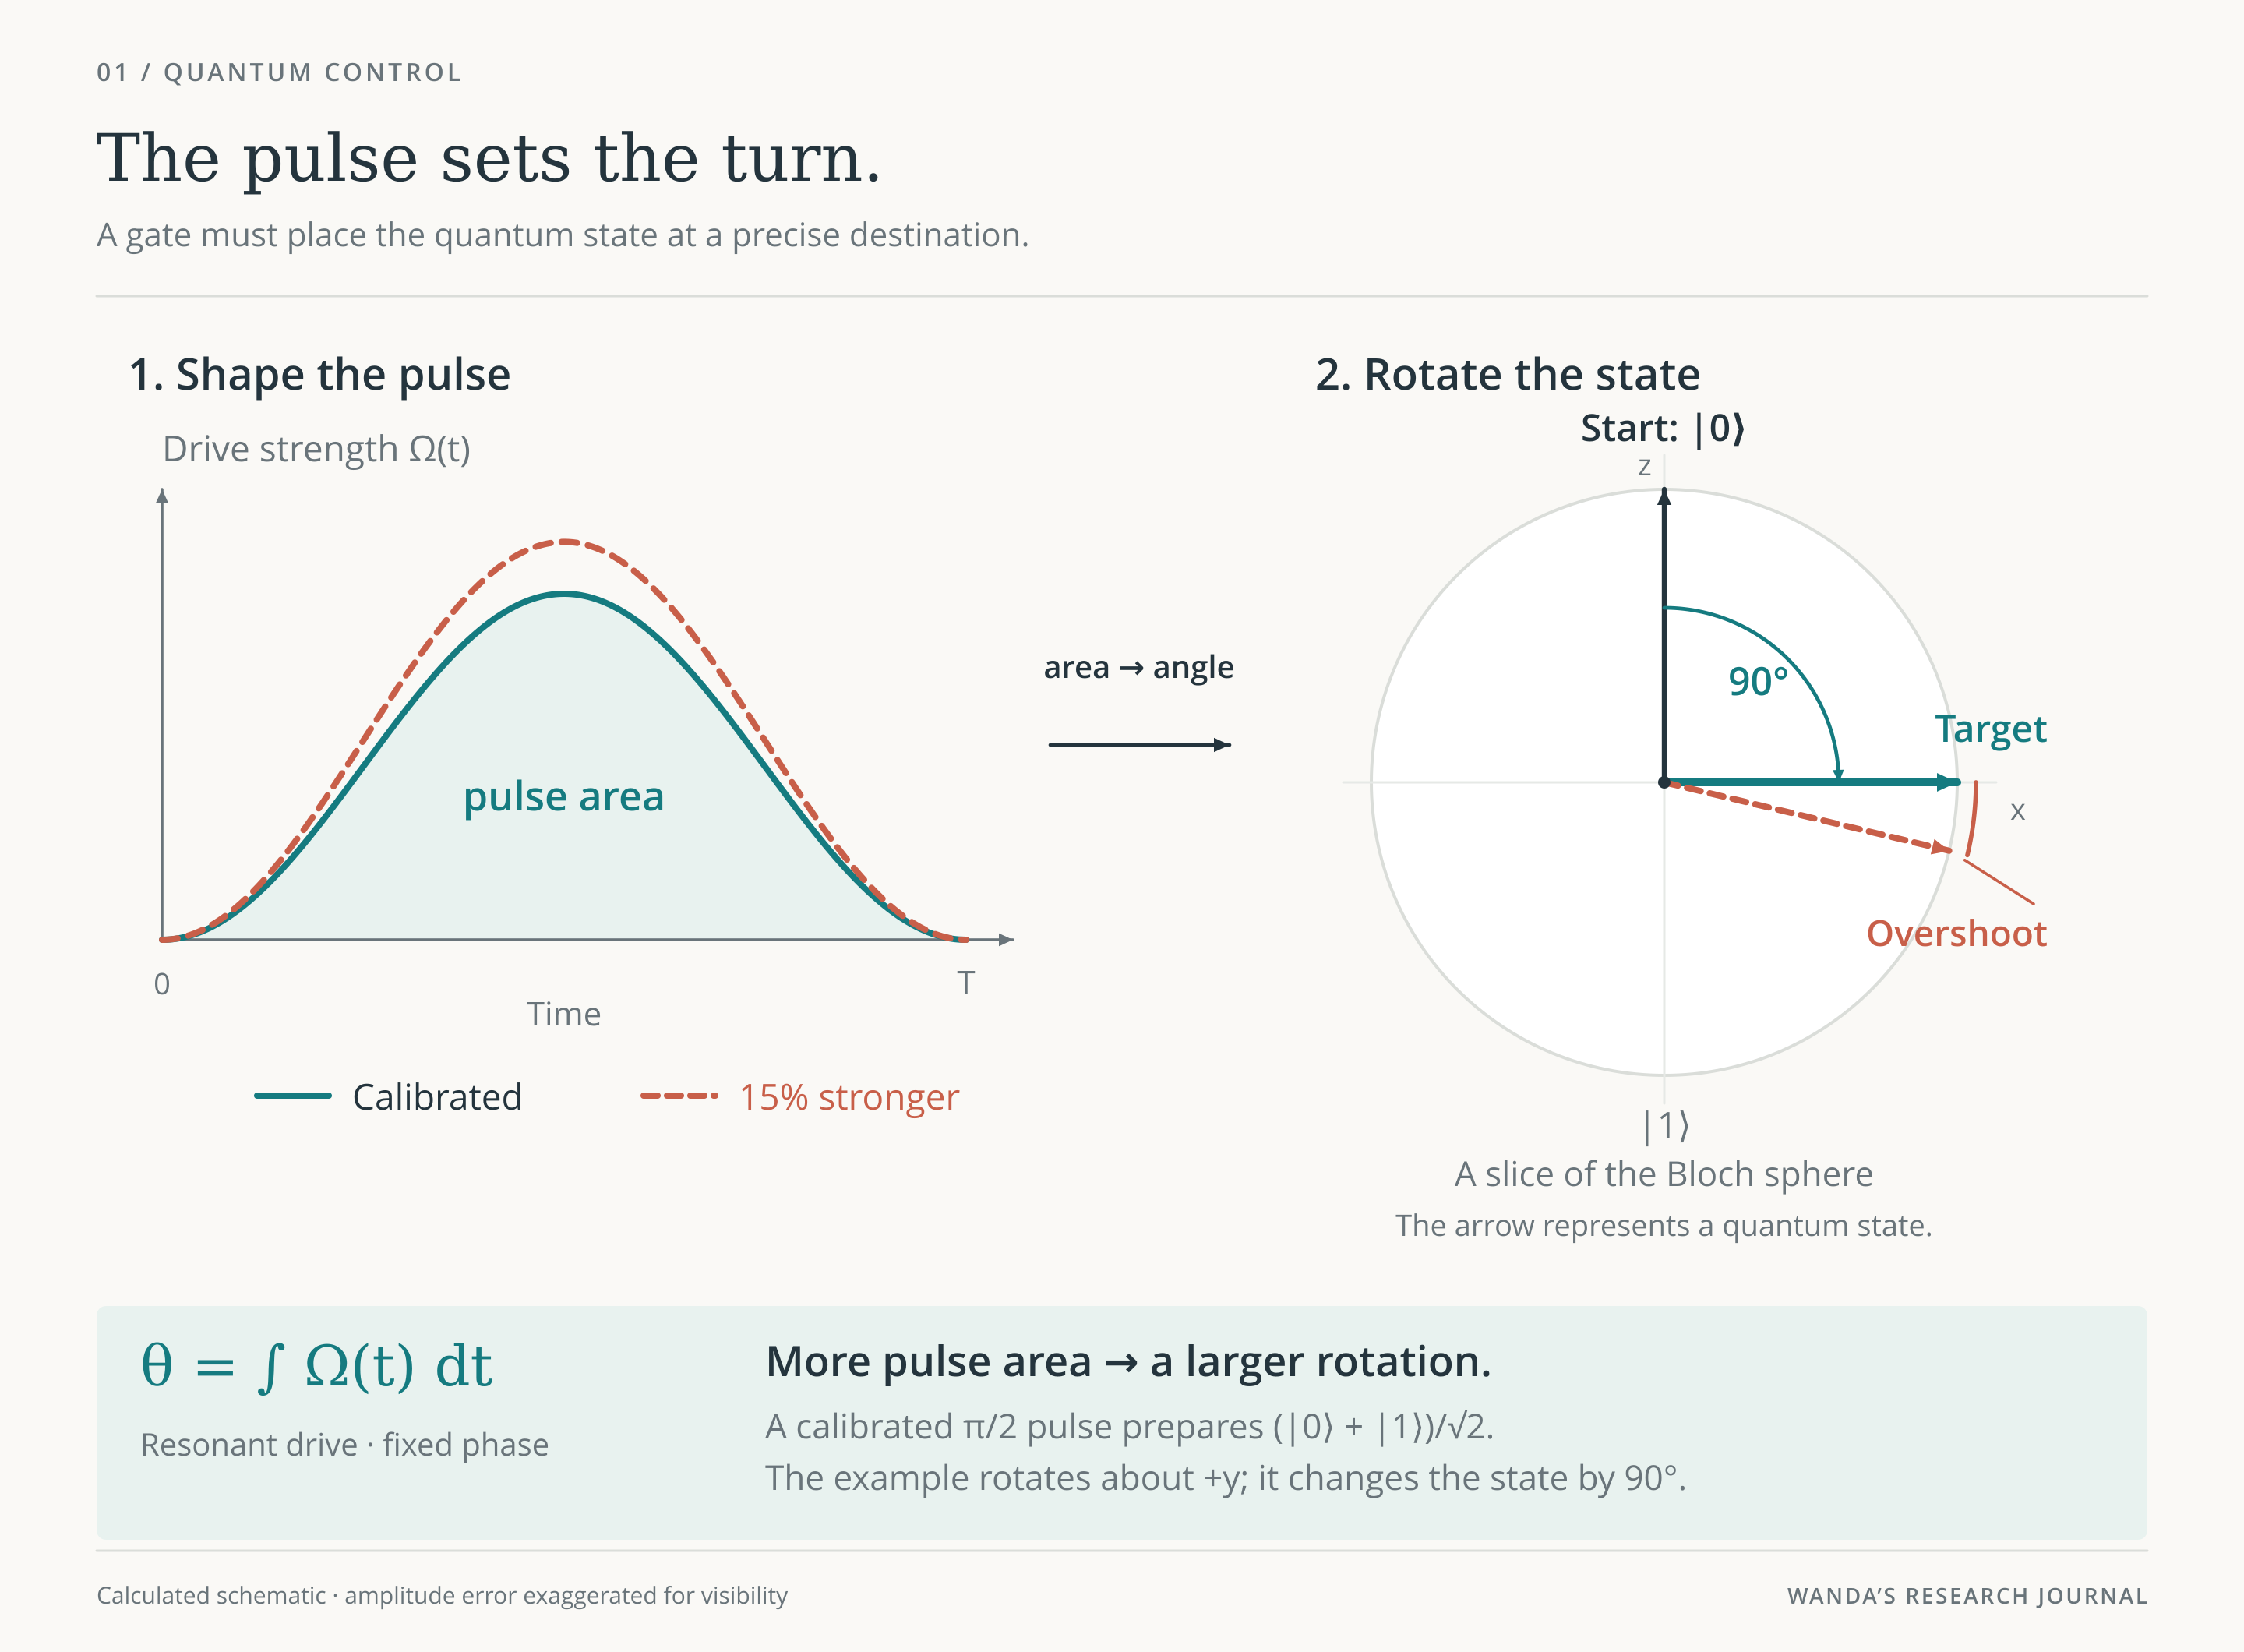 01 / QUANTUM CONTROL
The pulse sets the turn.
A gate must place the quantum state at a precise destination.
1. Shape the pulse
Drive strength Ω(t)
pulse area
0
T
Time
Calibrated
15% stronger
area → angle
2. Rotate the state
Start: |0⟩
z
90°
Target
x
Overshoot
|1⟩
A slice of the Bloch sphere
The arrow represents a quantum state.
θ = ∫ Ω(t) dt
Resonant drive · fixed phase
More pulse area → a larger rotation.
A calibrated π/2 pulse prepares (|0⟩ + |1⟩)/√2.
The example rotates about +y; it changes the state by 90°.
Calculated schematic · amplitude error exaggerated for visibility
WANDA’S RESEARCH JOURNAL